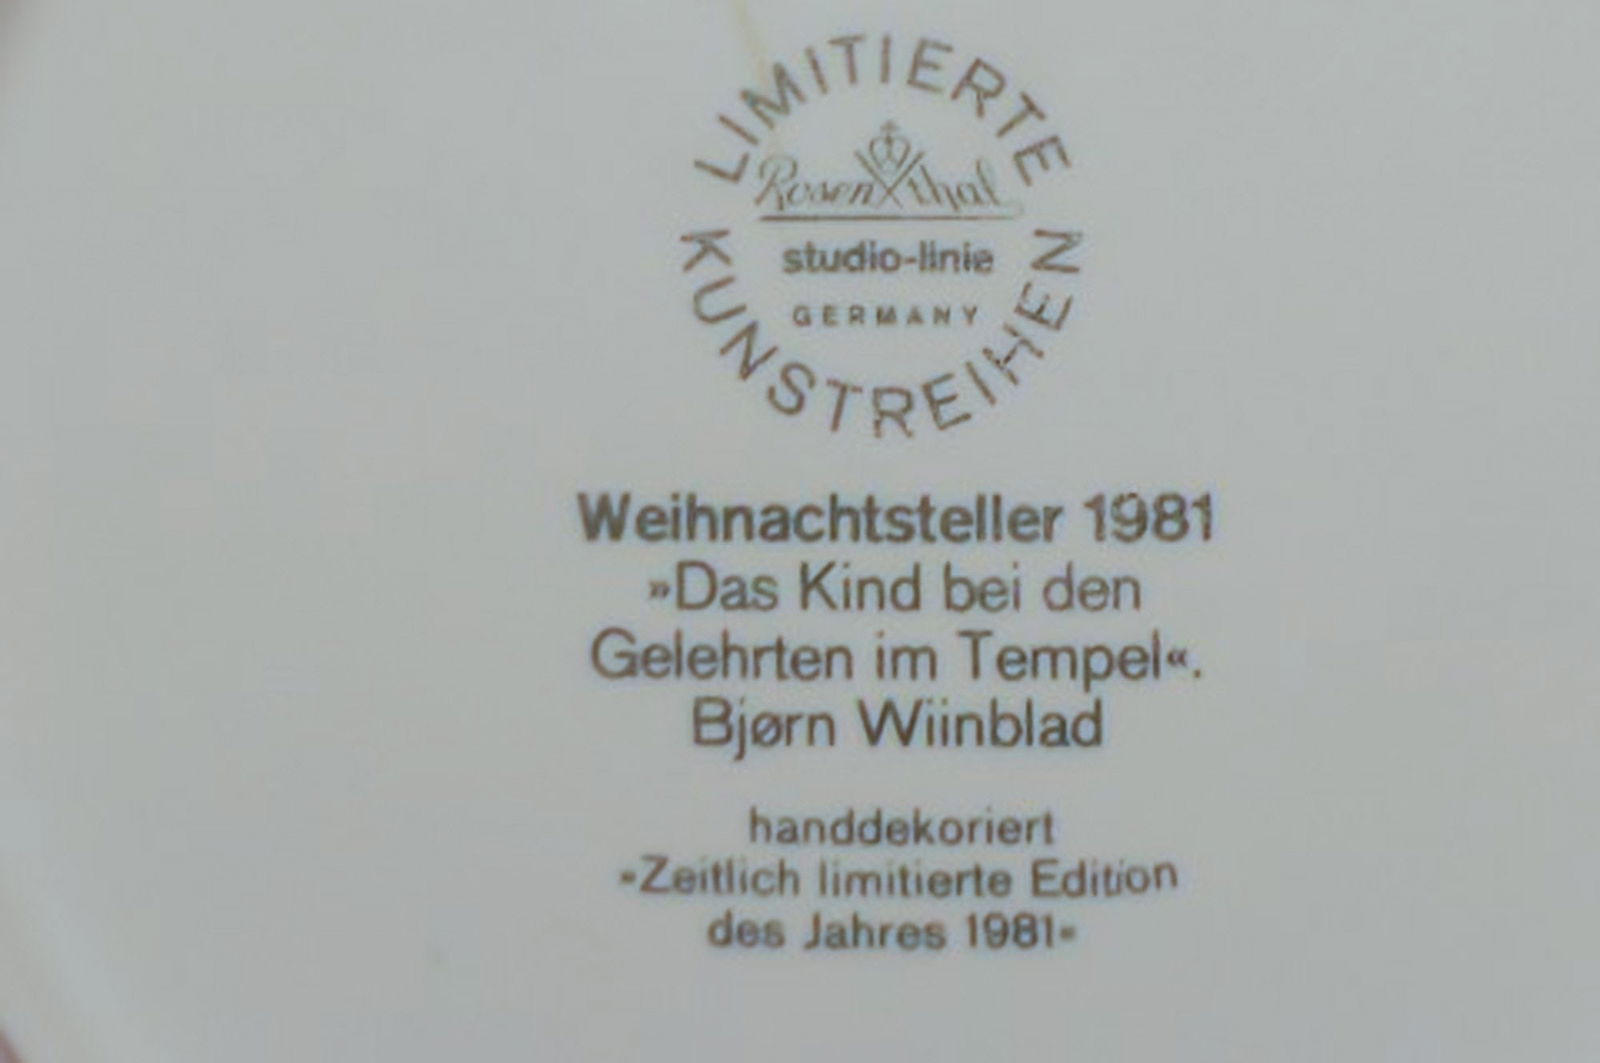 LIMITIERTE
Rosenthal
studio-linie
GERMANY
KUNSTREIHEN
Weihnachtsteller 1981
»Das Kind bei den
Gelehrten im Tempel«.
Bjørn Wiinblad
handdekoriert
»Zeitlich limitierte Edition
des Jahres 1981«